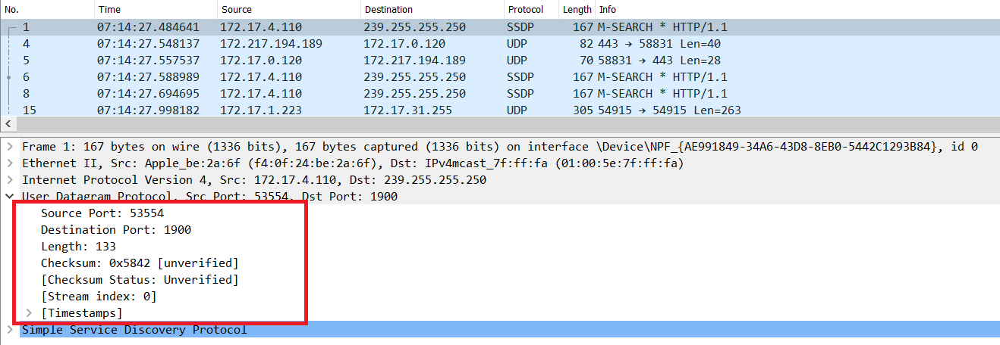 No. Time Source Destination Protocol Length Info
1 07:14:27.484641 172.17.4.110 239.255.255.250 SSDP 167 M-SEARCH * HTTP/1.1
4 07:14:27.548137 172.217.194.189 172.17.0.120 UDP 82 443 → 58831 Len=40
5 07:14:27.557537 172.17.0.120 172.217.194.189 UDP 70 58831 → 443 Len=28
6 07:14:27.588989 172.17.4.110 239.255.255.250 SSDP 167 M-SEARCH * HTTP/1.1
8 07:14:27.694695 172.17.4.110 239.255.255.250 SSDP 167 M-SEARCH * HTTP/1.1
15 07:14:27.998182 172.17.1.223 172.17.31.255 UDP 305 54915 → 54915 Len=263
Frame 1: 167 bytes on wire (1336 bits), 167 bytes captured (1336 bits) on interface \Device\NPF_{AE991849-34A6-43D8-8EB0-5442C1293B84}, id 0
Ethernet II, Src: Apple_be:2a:6f (f4:0f:24:be:2a:6f), Dst: IPv4mcast_7f:ff:fa (01:00:5e:7f:ff:fa)
Internet Protocol Version 4, Src: 172.17.4.110, Dst: 239.255.255.250
User Datagram Protocol, Src Port: 53554, Dst Port: 1900
Source Port: 53554
Destination Port: 1900
Length: 133
Checksum: 0x5842 [unverified]
[Checksum Status: Unverified]
[Stream index: 0]
[Timestamps]
Simple Service Discovery Protocol